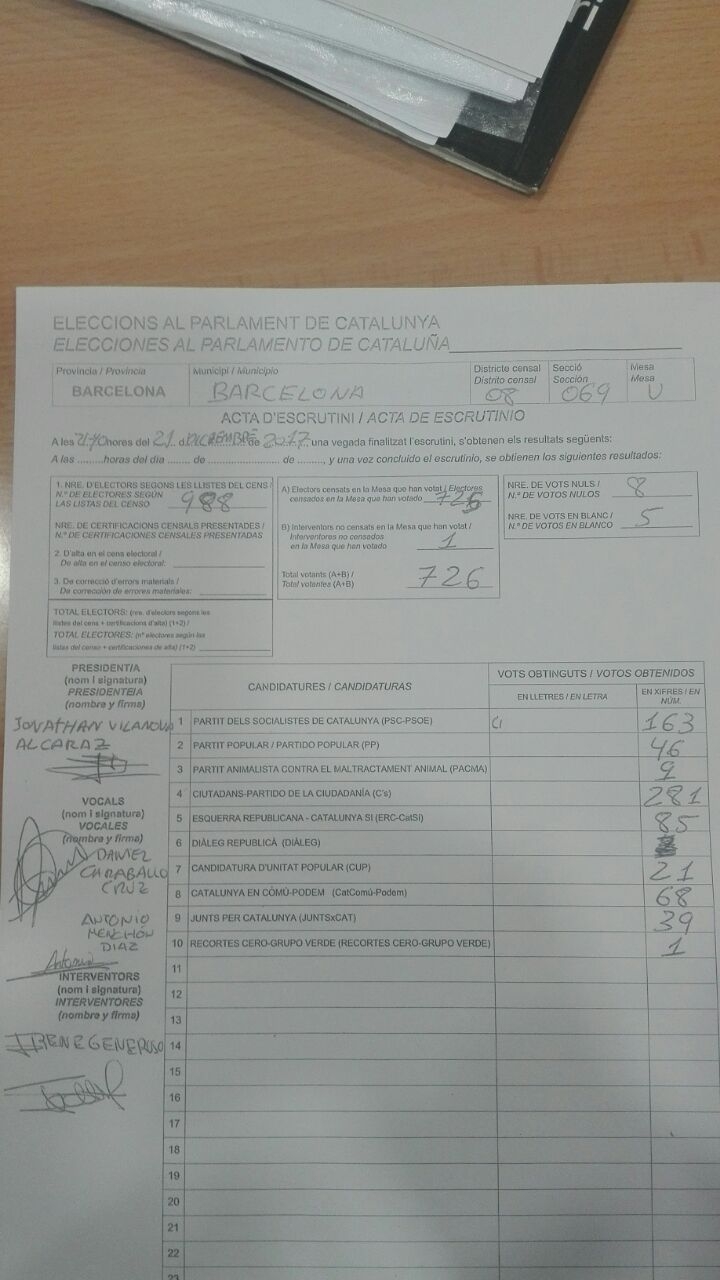 ELECCIONS AL PARLAMENT DE CATALUNYA
ELECCIONES AL PARLAMENTO DE CATALUÑA
Província / Provincia
BARCELONA
Municipi / Municipio
BARCELONA
Districte censal
Distrito censal
08
Secció
Sección
069
Mesa
Mesa
U
ACTA D'ESCRUTINI / ACTA DE ESCRUTINIO
A les hores del 21 d DICIEMBRE de 2017, una vegada finalitzat l'escrutini, s'obtenen els resultats següents:
A las .........horas del día ....... de ......................... de ........, y una vez concluido el escrutinio, se obtienen los siguientes resultados:
1. NRE. D'ELECTORS SEGONS LES LLISTES DEL CENS /
N.º DE ELECTORES SEGÚN
LAS LISTAS DEL CENSO 988
NRE. DE CERTIFICACIONS CENSALS PRESENTADES /
N.º DE CERTIFICACIONES CENSALES PRESENTADAS
2. D'alta en el cens electoral /
De alta en el censo electoral:
3. De correcció d'errors materials /
De corrección de errores materiales:
TOTAL ELECTORS: (nre. d'electors segons les
llistes del cens + certificacions d'alta) (1+2) /
TOTAL ELECTORES: (nº electores según las
listas del censo + certificaciones de alta) (1+2)
A) Electors censats en la Mesa que han votat / Electores
censados en la Mesa que han votado 725
B) Interventors no censats en la Mesa que han votat /
Interventores no censados
en la Mesa que han votado 1
Total votants (A+B) /
Total votantes (A+B) 726
NRE. DE VOTS NULS /
N.º DE VOTOS NULOS 8
NRE. DE VOTS EN BLANC /
N.º DE VOTOS EN BLANCO 5
PRESIDENT/A
(nom i signatura)
PRESIDENTE/A
(nombre y firma)
JONATHAN VILANOVA
ALCARAZ
VOCALS
(nom i signatura)
VOCALES
(nombre y firma)
DANIEL
CARABALLO
CRUZ
ANTONIO
MENCHÓN
DIAZ
Antonio
INTERVENTORS
(nom i signatura)
INTERVENTORES
(nombre y firma)
IRENE GENEROSO
CANDIDATURES / CANDIDATURAS
VOTS OBTINGUTS / VOTOS OBTENIDOS
EN LLETRES / EN LETRA
EN XIFRES / EN NÚM.
1 PARTIT DELS SOCIALISTES DE CATALUNYA (PSC-PSOE) Ci 163
2 PARTIT POPULAR / PARTIDO POPULAR (PP) 46
3 PARTIT ANIMALISTA CONTRA EL MALTRACTAMENT ANIMAL (PACMA) 9
4 CIUTADANS-PARTIDO DE LA CIUDADANÍA (C's) 281
5 ESQUERRA REPUBLICANA - CATALUNYA SI (ERC-CatSí) 85
6 DIÀLEG REPUBLICÀ (DIÀLEG)
7 CANDIDATURA D'UNITAT POPULAR (CUP) 21
8 CATALUNYA EN COMÚ-PODEM (CatComú-Podem) 68
9 JUNTS PER CATALUNYA (JUNTSxCAT) 39
10 RECORTES CERO-GRUPO VERDE (RECORTES CERO-GRUPO VERDE) 1
11
12
13
14
15
16
17
18
19
20
21
22
23